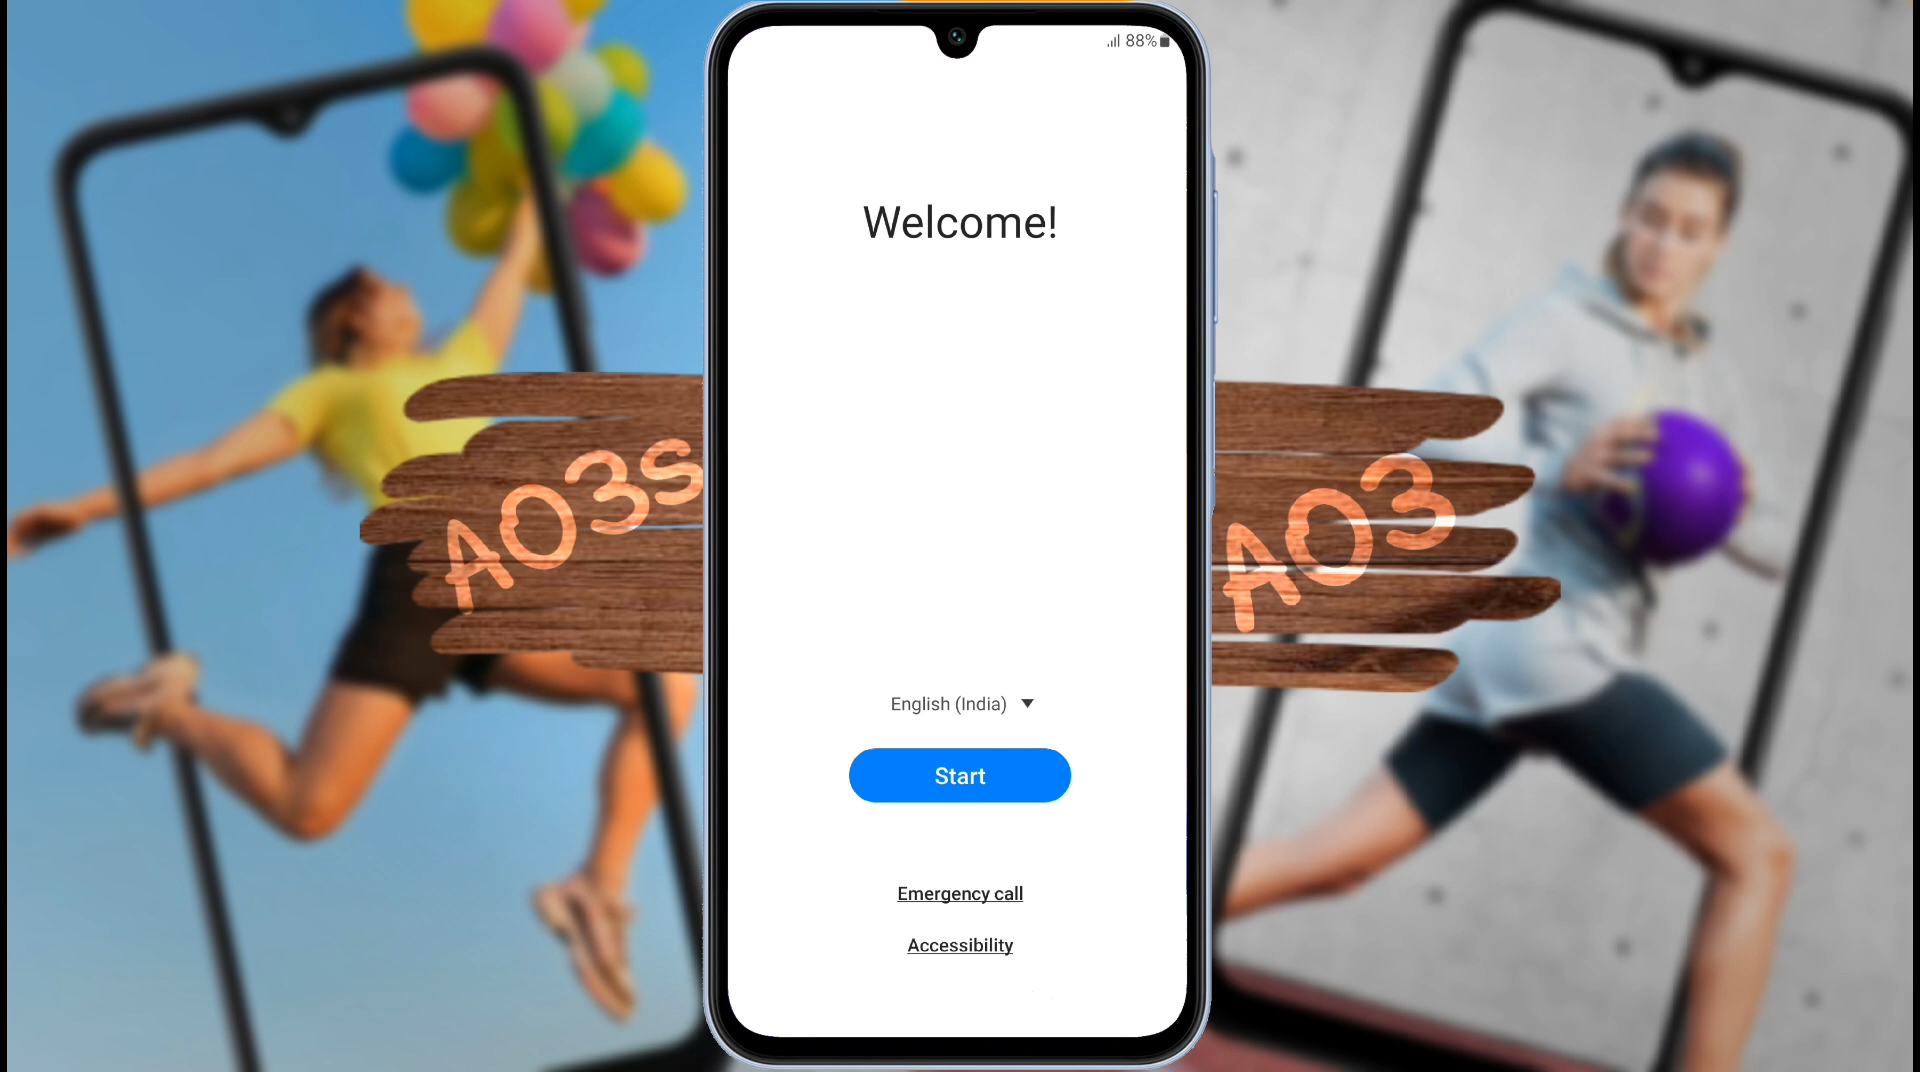 88%
Welcome!
A03s
A03
English (India)
Start
Emergency call
Accessibility